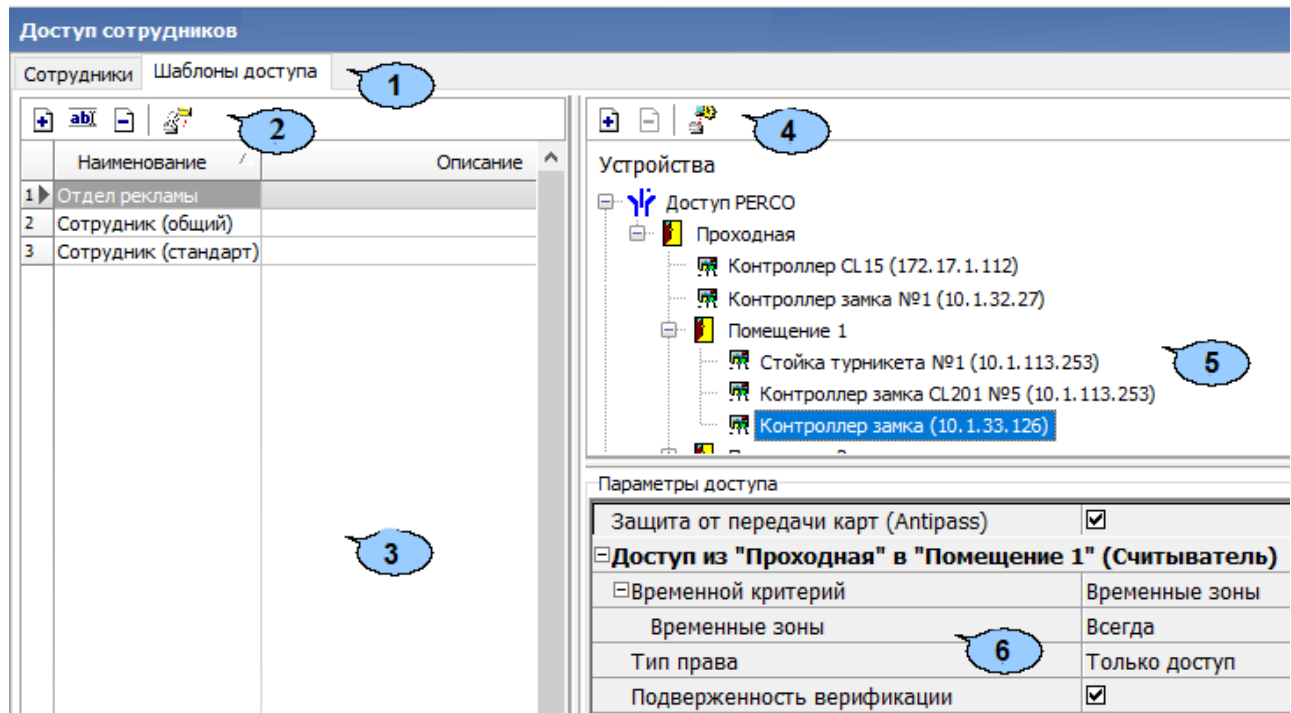 Доступ сотрудников
Сотрудники Шаблоны доступа
1
abI
2
4
Наименование Описание
Устройства
1 Отдел рекламы
2 Сотрудник (общий)
3 Сотрудник (стандарт)
Доступ PERCO
Проходная
Контроллер CL15 (172.17.1.112)
Контроллер замка №1 (10.1.32.27)
Помещение 1
Стойка турникета №1 (10.1.113.253)
5
Контроллер замка CL201 №5 (10.1.113.253)
Контроллер замка (10.1.33.126)
3
Параметры доступа
Защита от передачи карт (Antipass)
Доступ из "Проходная" в "Помещение 1" (Считыватель)
Временной критерий Временные зоны
Временные зоны Всегда
6
Тип права Только доступ
Подверженность верификации